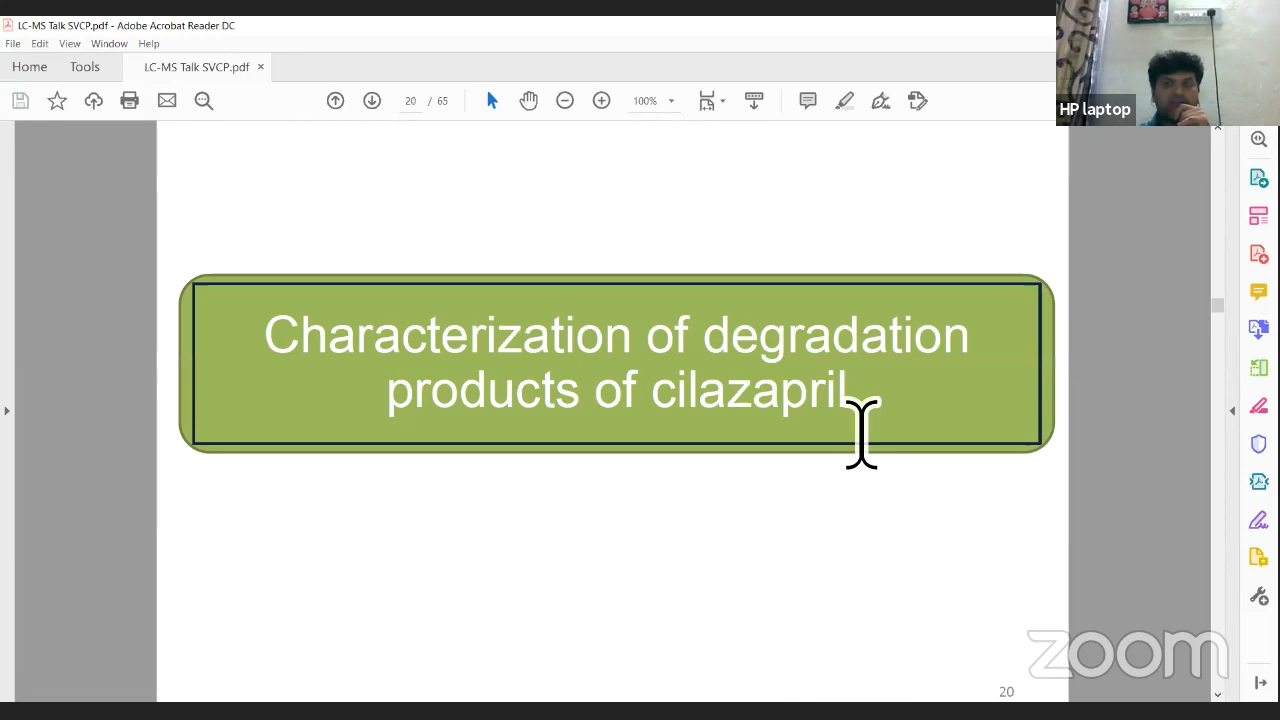 LC-MS Talk SVCP.pdf - Adobe Acrobat Reader DC
File Edit View Window Help
Home Tools LC-MS Talk SVCP.pdf ×
20 / 65 100%
HP laptop
Characterization of degradation
products of cilazapril
zoom
20